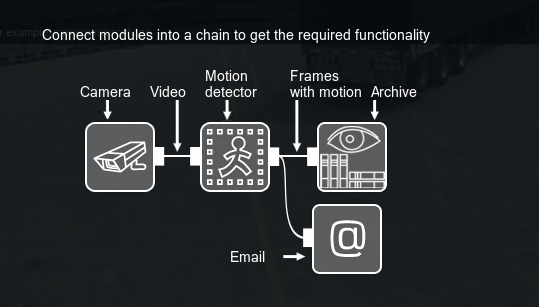 Connect modules into a chain to get the required functionality
Motion
detector
Frames
with motion
Camera
Video
Archive
@
Email